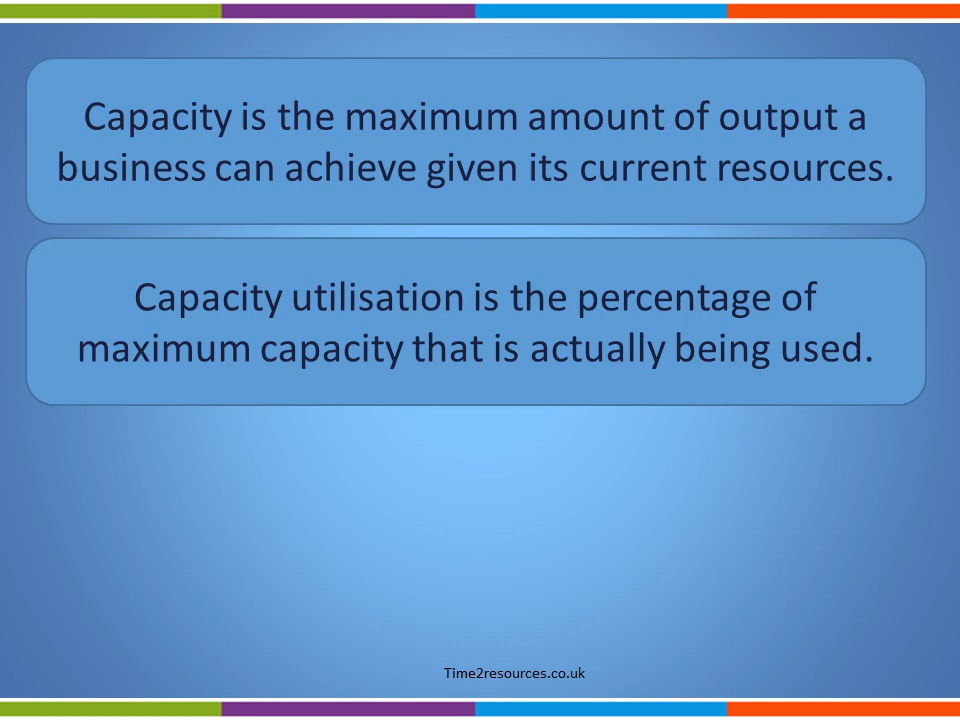 Capacity is the maximum amount of output a
business can achieve given its current resources.
Capacity utilisation is the percentage of
maximum capacity that is actually being used.
Time2resources.co.uk